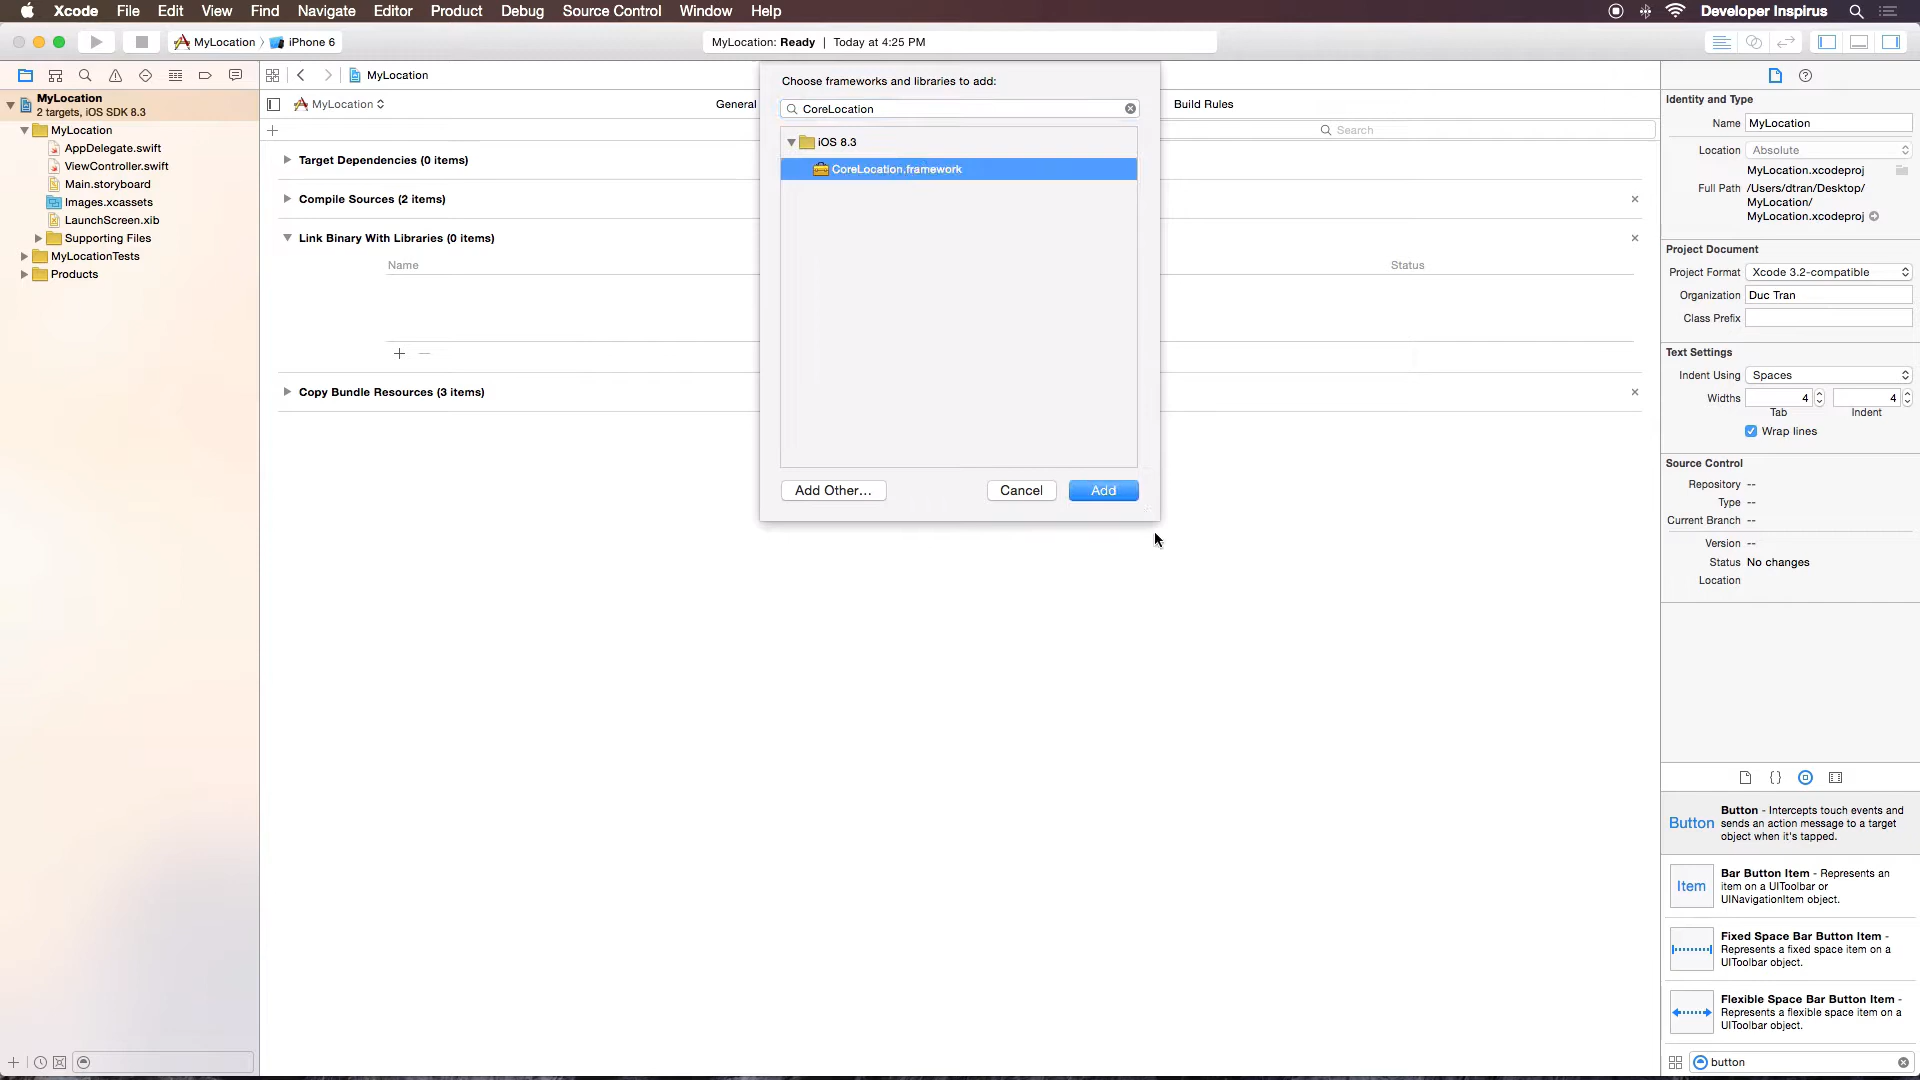 Xcode File Edit View Find Navigate Editor Product Debug Source Control Window Help Developer Inspirus
MyLocation iPhone 6 MyLocation: Ready | Today at 4:25 PM
MyLocation
MyLocation
2 targets, iOS SDK 8.3
MyLocation
AppDelegate.swift
ViewController.swift
Main.storyboard
Images.xcassets
LaunchScreen.xib
Supporting Files
MyLocationTests
Products
MyLocation General Build Rules
Search
Target Dependencies (0 items)
Compile Sources (2 items)
Link Binary With Libraries (0 items)
Name Status
Copy Bundle Resources (3 items)
Choose frameworks and libraries to add:
CoreLocation
iOS 8.3
CoreLocation.framework
Add Other... Cancel Add
Identity and Type
Name MyLocation
Location Absolute
MyLocation.xcodeproj
Full Path /Users/dtran/Desktop/
MyLocation/
MyLocation.xcodeproj
Project Document
Project Format Xcode 3.2-compatible
Organization Duc Tran
Class Prefix
Text Settings
Indent Using Spaces
Widths 4 4
Tab Indent
Wrap lines
Source Control
Repository --
Type --
Current Branch --
Version --
Status No changes
Location
Button Button - Intercepts touch events and
sends an action message to a target
object when it's tapped.
Item Bar Button Item - Represents an
item on a UIToolbar or
UINavigationItem object.
Fixed Space Bar Button Item -
Represents a fixed space item on a
UIToolbar object.
Flexible Space Bar Button Item -
Represents a flexible space item on a
UIToolbar object.
button